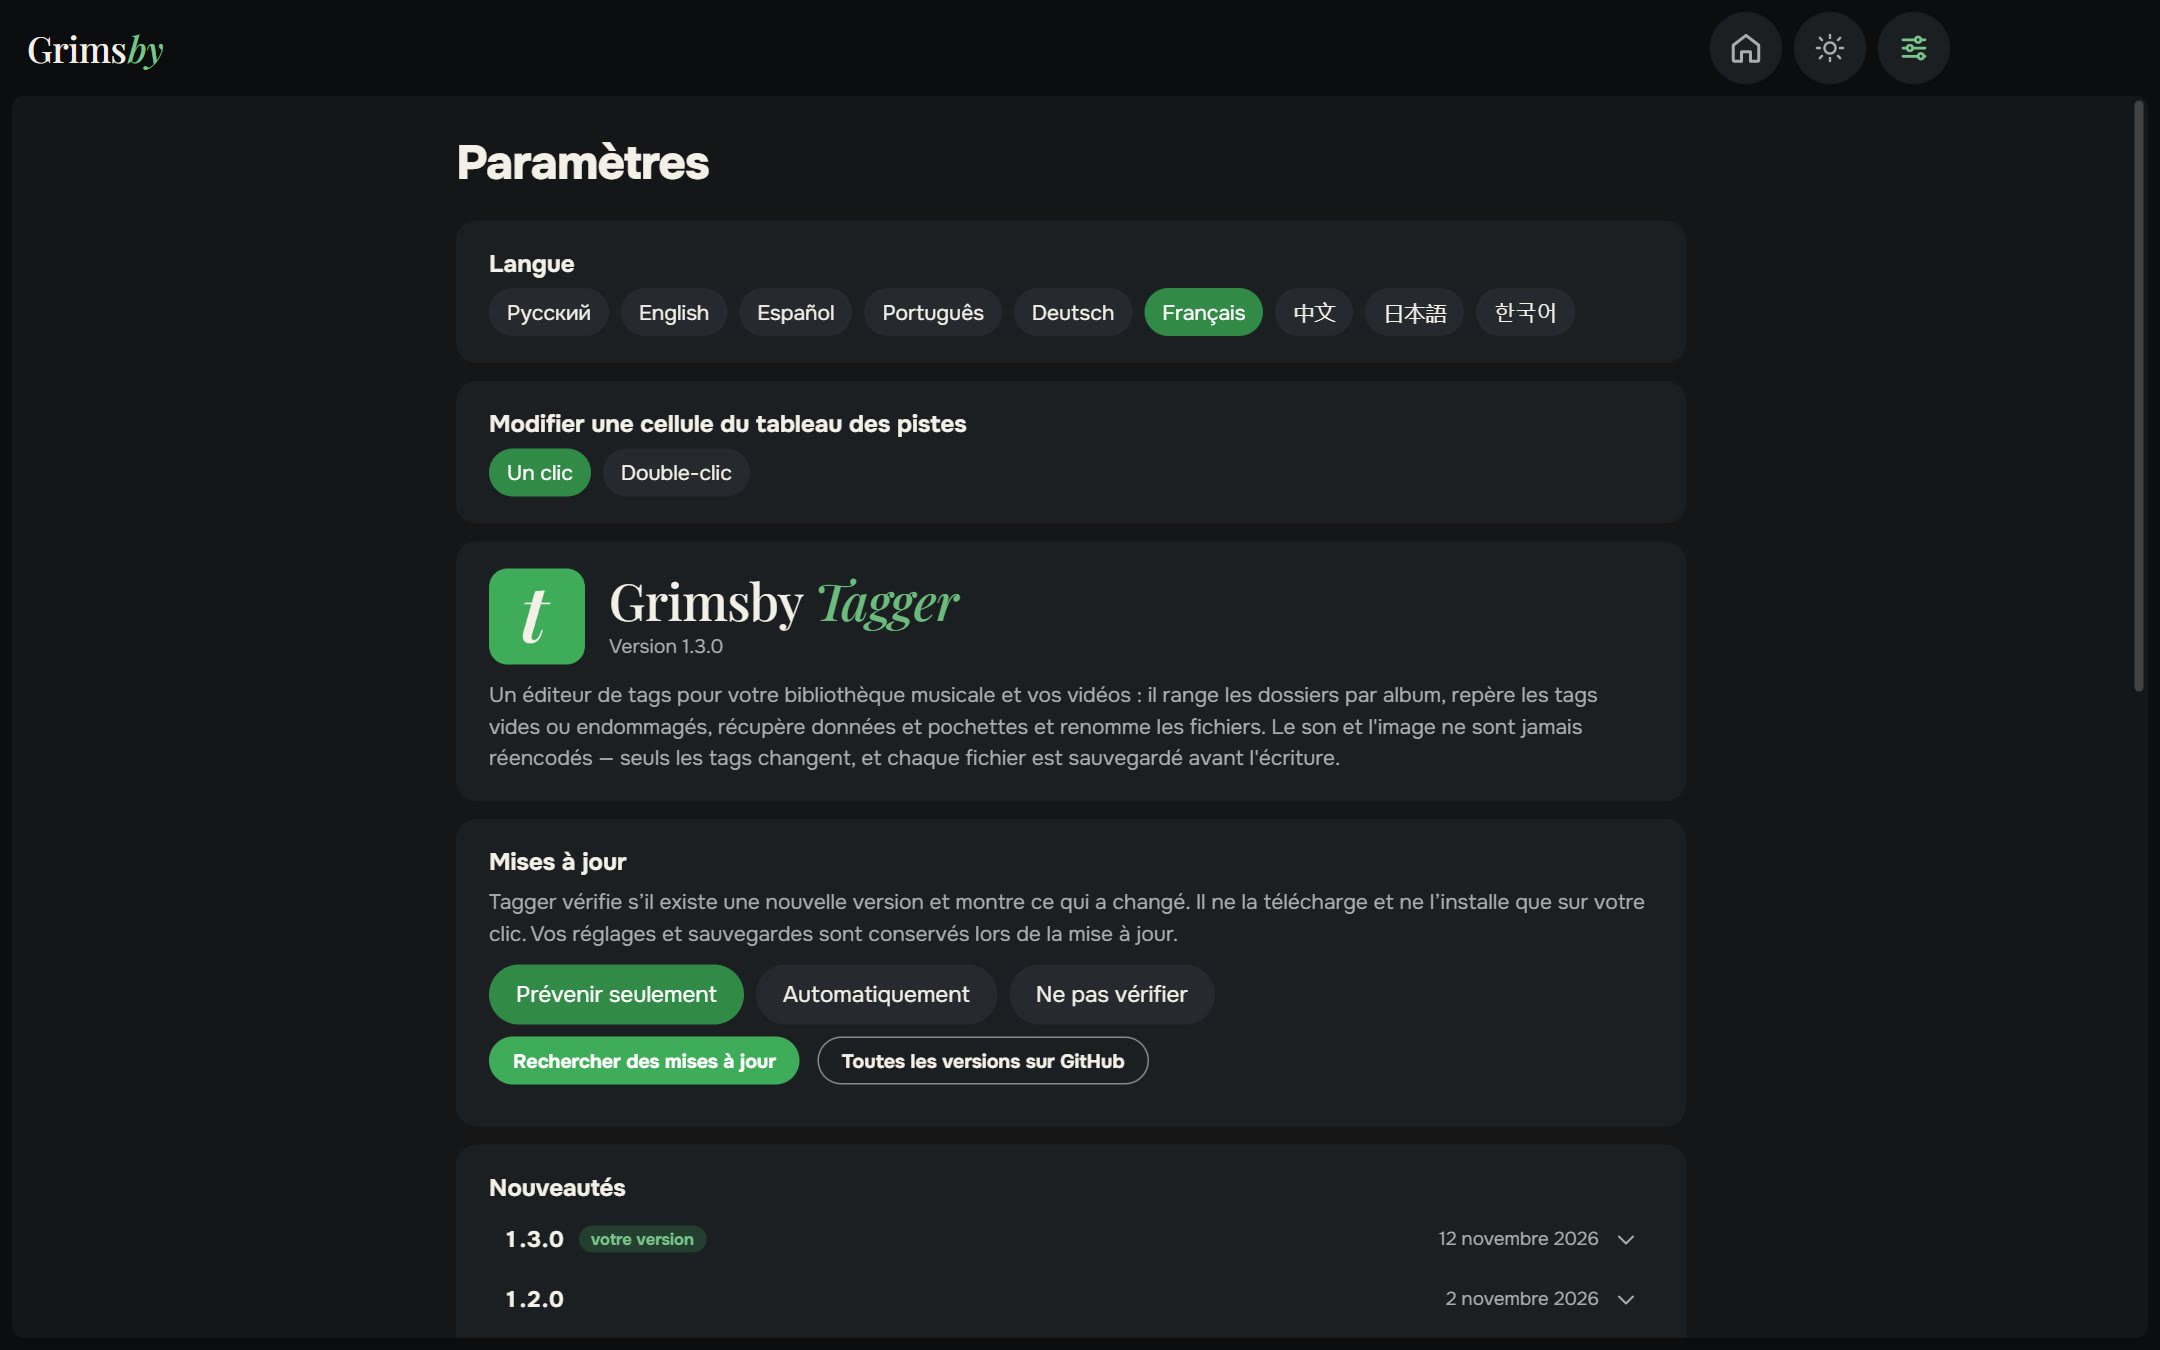 Grimsby
Paramètres
Langue
Русский English Español Português Deutsch Français 中文 日本語 한국어
Modifier une cellule du tableau des pistes
Un clic Double-clic
t
Grimsby Tagger
Version 1.3.0
Un éditeur de tags pour votre bibliothèque musicale et vos vidéos : il range les dossiers par album, repère les tags
vides ou endommagés, récupère données et pochettes et renomme les fichiers. Le son et l'image ne sont jamais
réencodés — seuls les tags changent, et chaque fichier est sauvegardé avant l'écriture.
Mises à jour
Tagger vérifie s’il existe une nouvelle version et montre ce qui a changé. Il ne la télécharge et ne l’installe que sur votre
clic. Vos réglages et sauvegardes sont conservés lors de la mise à jour.
Prévenir seulement Automatiquement Ne pas vérifier
Rechercher des mises à jour Toutes les versions sur GitHub
Nouveautés
1.3.0 votre version 12 novembre 2026
1.2.0 2 novembre 2026